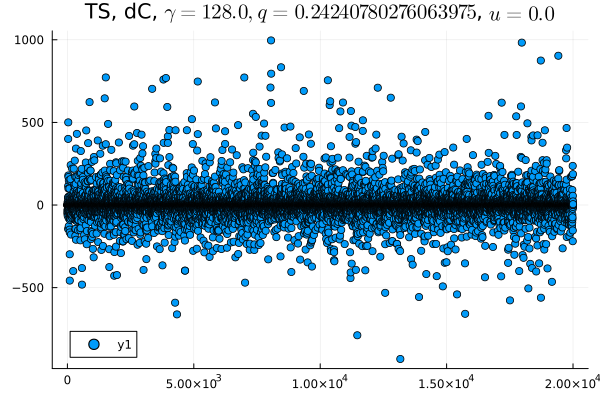 TS, dC, γ = 128.0, q = 0.24240780276063975, u = 0.0
1000
500
0
−500
y1
0 5.00×10³ 1.00×10⁴ 1.50×10⁴ 2.00×10⁴